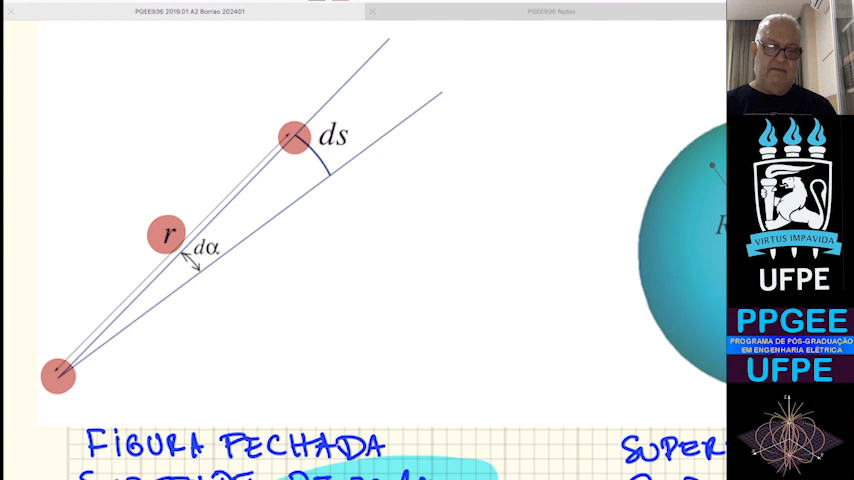 PGEE936 2019.01 A2 Borrao 202401
PGEE936 Notes
ds
r
dα
R
VIRTUS IMPAVIDA
UFPE
PPGEE
PROGRAMA DE PÓS-GRADUAÇÃO
EM ENGENHARIA ELÉTRICA
UFPE
FIGURA FECHADA
SUPER